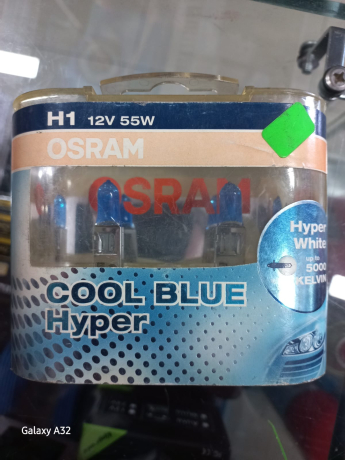 H1 12V 55W
OSRAM
OSRAM
Hyper
White
up to
5000
KELVIN
COOL BLUE
Hyper
Galaxy A32